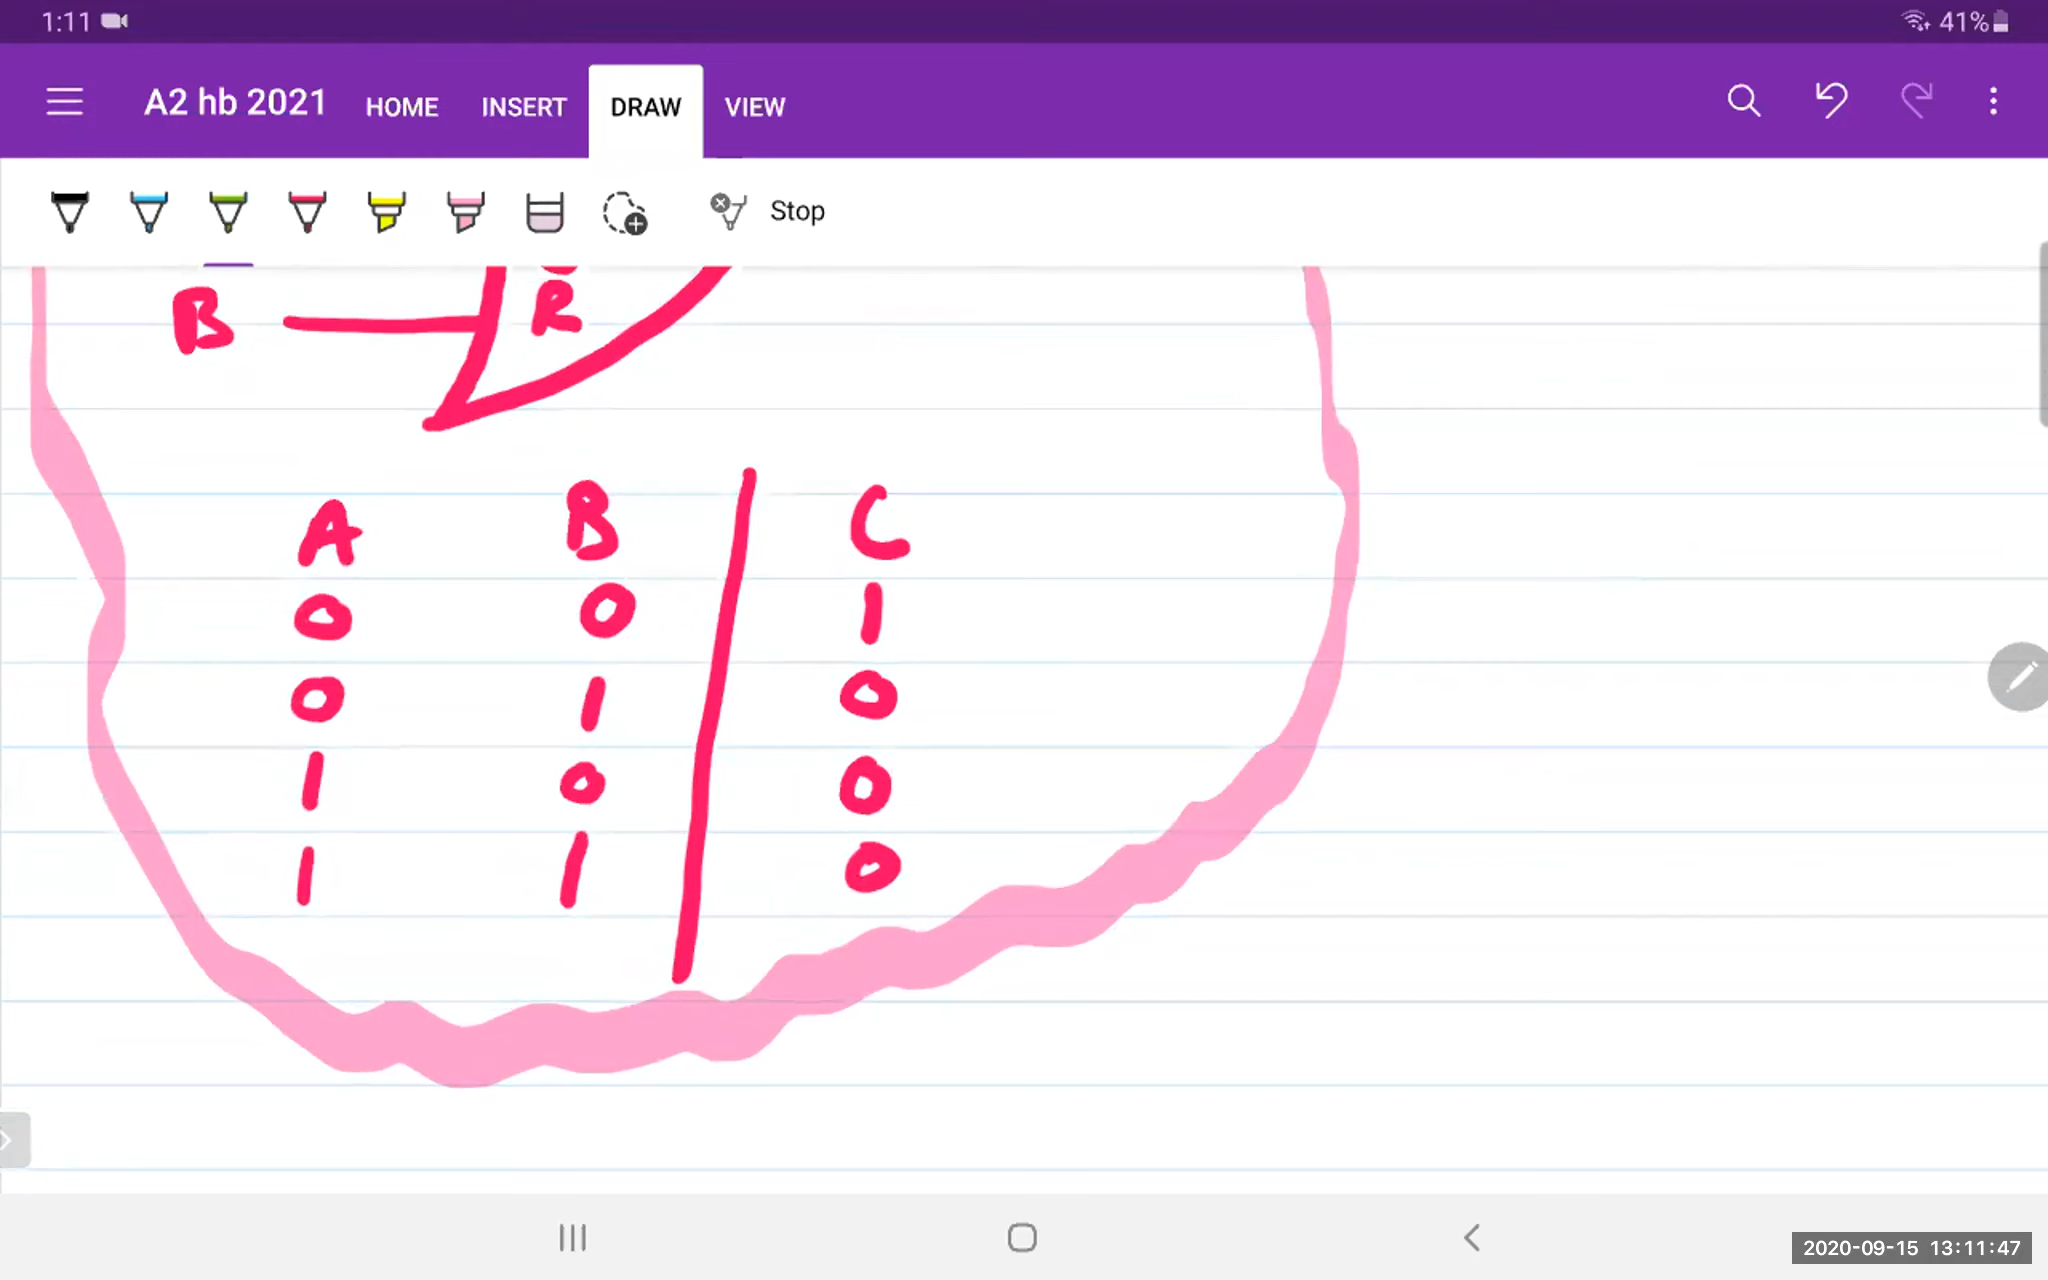 1:11 41%
A2 hb 2021 HOME INSERT DRAW VIEW
Stop
B R
A B C
0 0 1
0 1 0
1 0 0
1 1 0
2020-09-15 13:11:47